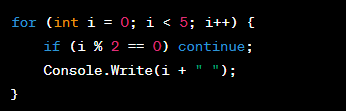 for (int i = 0; i < 5; i++) {
    if (i % 2 == 0) continue;
    Console.Write(i + " ");
}